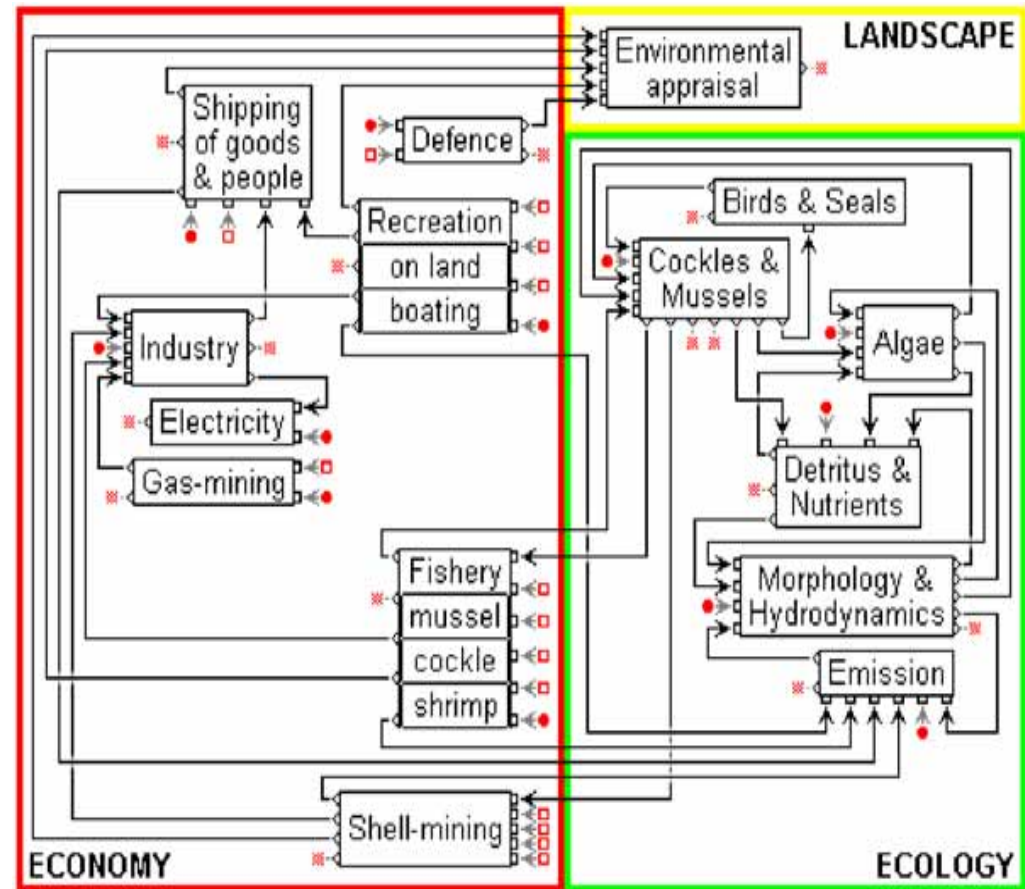 LANDSCAPE
Environmental
appraisal
Shipping
of goods
& people
Defence
Recreation
on land
boating
Industry
Electricity
Gas-mining
Fishery
mussel
cockle
shrimp
Shell-mining
ECONOMY
Birds & Seals
Cockles &
Mussels
Algae
Detritus &
Nutrients
Morphology &
Hydrodynamics
Emission
ECOLOGY